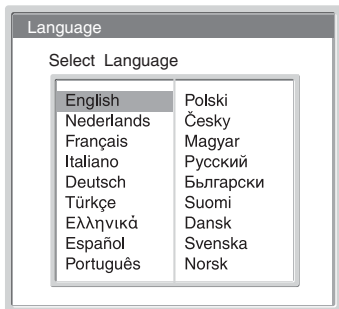 Language
Select Language
English
Nederlands
Français
Italiano
Deutsch
Türkçe
Ελληνικά
Español
Português
Polski
Česky
Magyar
Русский
Бьлгарски
Suomi
Dansk
Svenska
Norsk